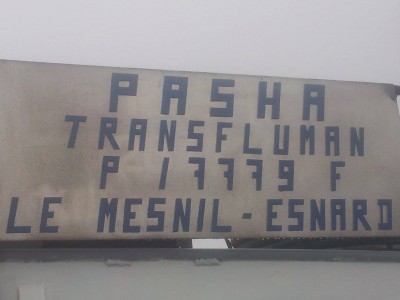 PASHA
TRANSFLUMAN
P 17779 F
LE MESNIL-ESNARD